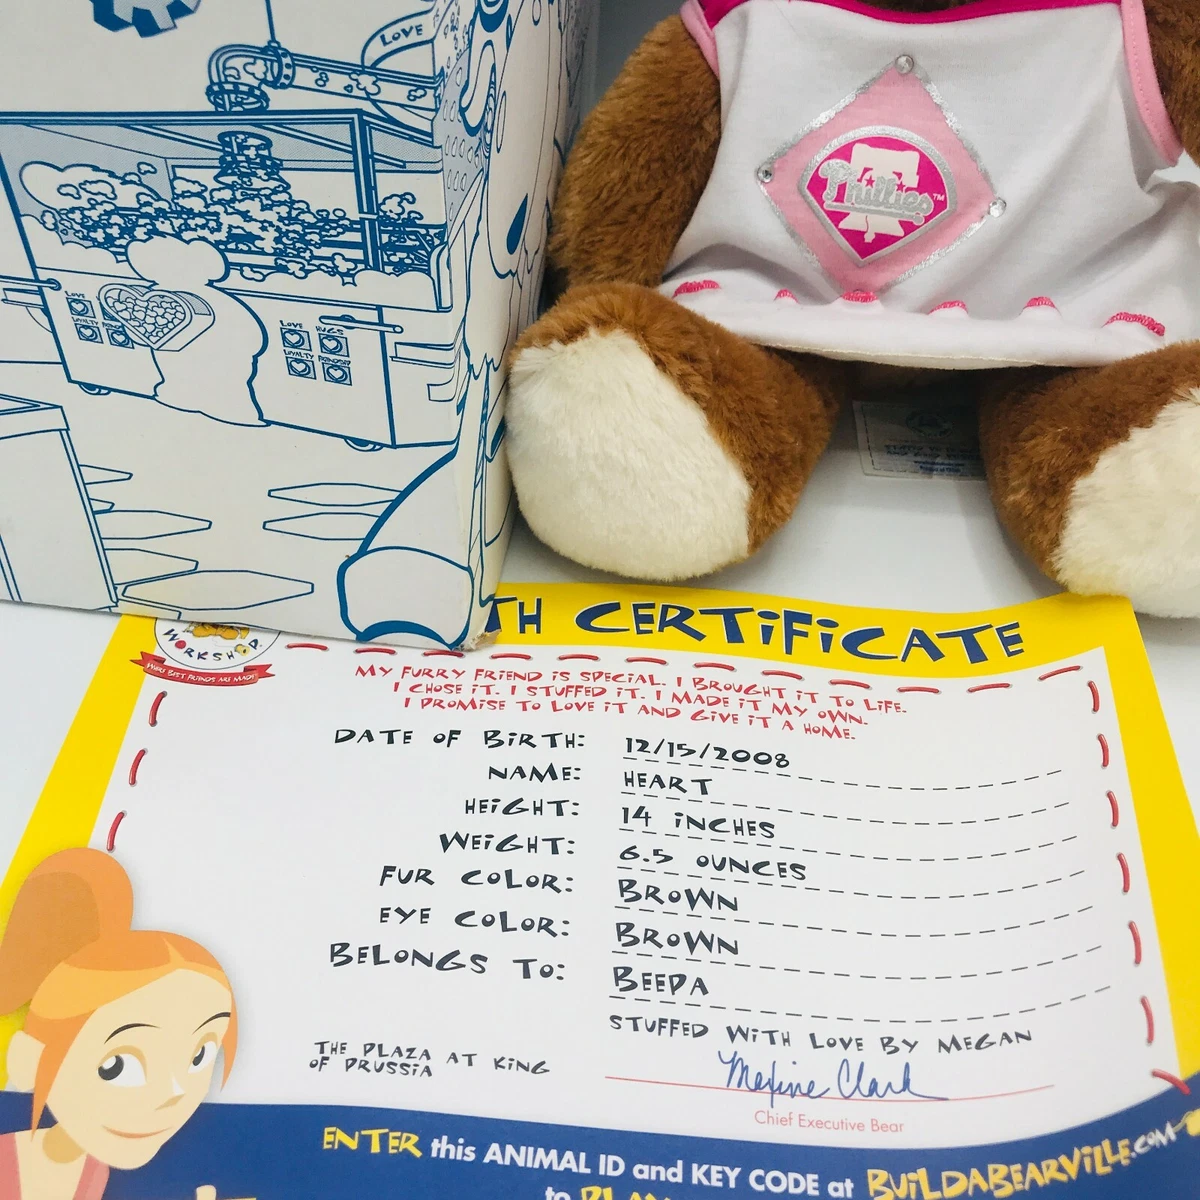 LOVE
LOVE
LOYALTY
LOVE HUGS
LOYALTY
Phillies™
TH CERTiFiCATE
WORKSHOP
WHERE BEST FRIENDS ARE MADE
MY FURRY FRIEND IS SPECIAL. I BROUGHT iT TO LiFE.
I CHOSE iT. I STUFFED iT. I MADE iT MY OWN.
I PROMISE TO LOVE iT AND GiVE iT A HOME.
DATE OF BiRTH: 12/15/2008
NAME: HEART
HEiGHT: 14 iNCHES
WEiGHT: 6.5 OUNCES
FUR COLOR: BROWN
EYE COLOR: BROWN
BELONGS TO: BEEPA
STUFFED WiTH LOVE BY MEGAN
THE PLAZA AT KiNG
OF PRUSSiA
Maxine Clark
Chief Executive Bear
ENTER this ANIMAL ID and KEY CODE at BUiLDABEARViLLE.COM
to PLAY